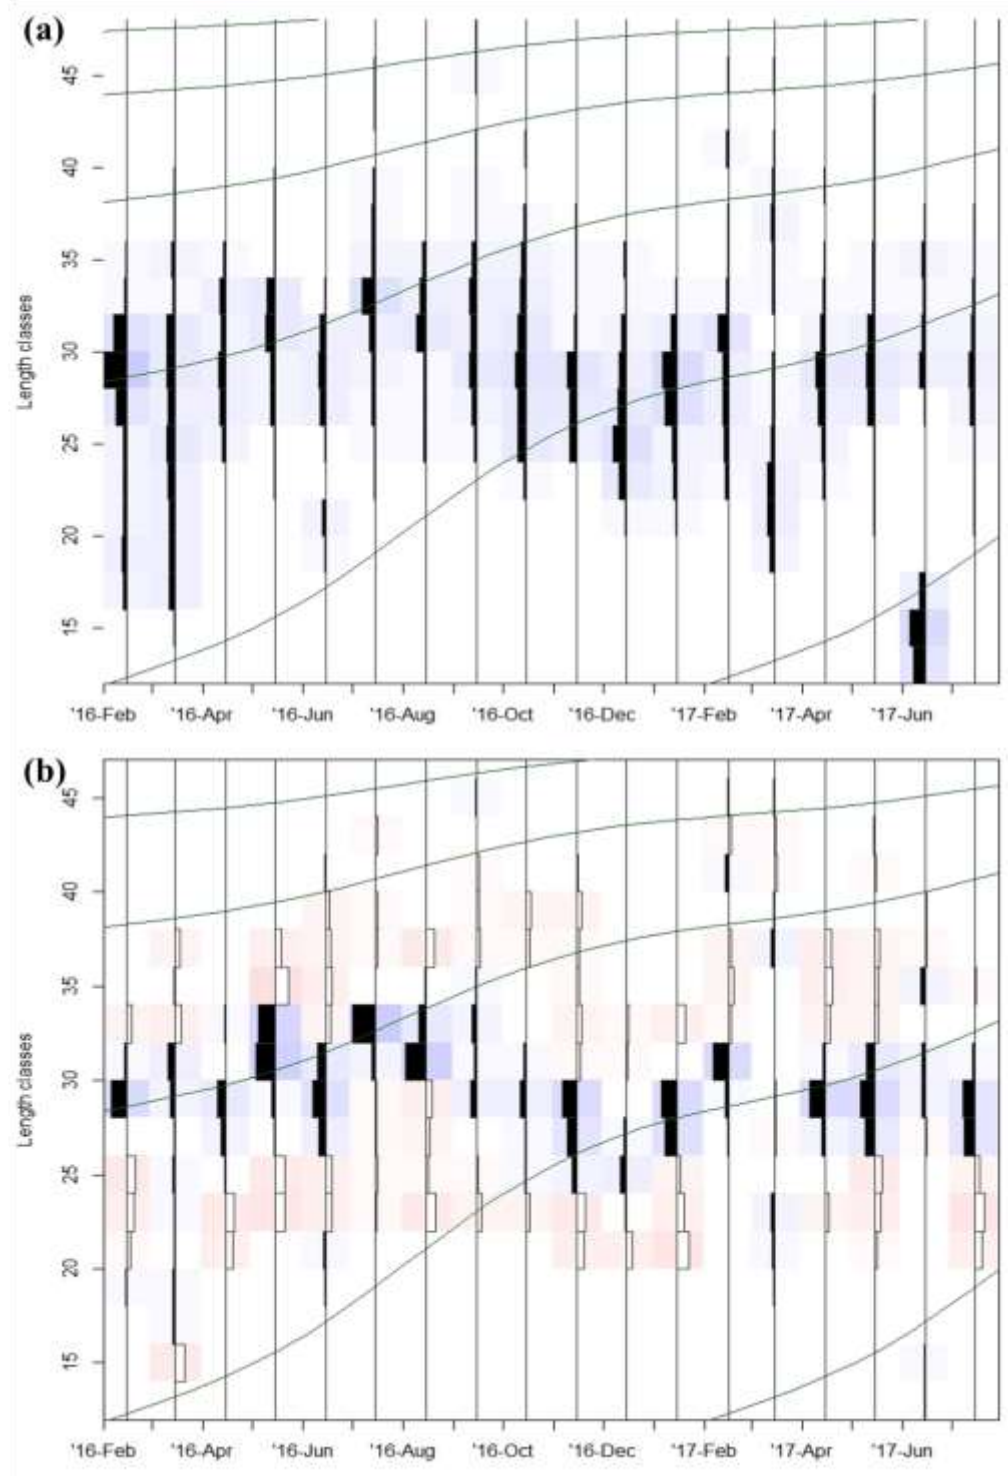 (a)
45
40
35
30
25
20
15
Length classes
'16-Feb '16-Apr '16-Jun '16-Aug '16-Oct '16-Dec '17-Feb '17-Apr '17-Jun
(b)
45
40
35
30
25
20
15
Length classes
'16-Feb '16-Apr '16-Jun '16-Aug '16-Oct '16-Dec '17-Feb '17-Apr '17-Jun